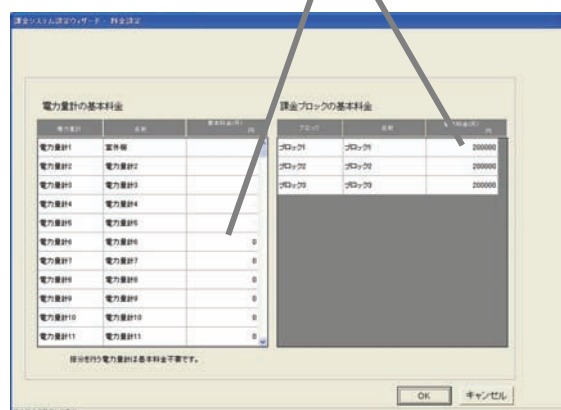 課金システム設定ウィザード - 料金設定
電力量計の基本料金
課金ブロックの基本料金
電力量計 名称 基本料金(月) 円
ブロック 名称 円
電力量計1 室外機
電力量計2 電力量計2
電力量計3 電力量計3
電力量計4 電力量計4
電力量計5 電力量計5
電力量計6 電力量計6 0
電力量計7 電力量計7 0
電力量計8 電力量計8 0
電力量計9 電力量計9 0
電力量計10 電力量計10 0
電力量計11 電力量計11 0
ブロック1 ブロック1 200000
ブロック2 ブロック2 200000
ブロック3 ブロック3 200000
按分を行う電力量計は基本料金不要です。
OK キャンセル